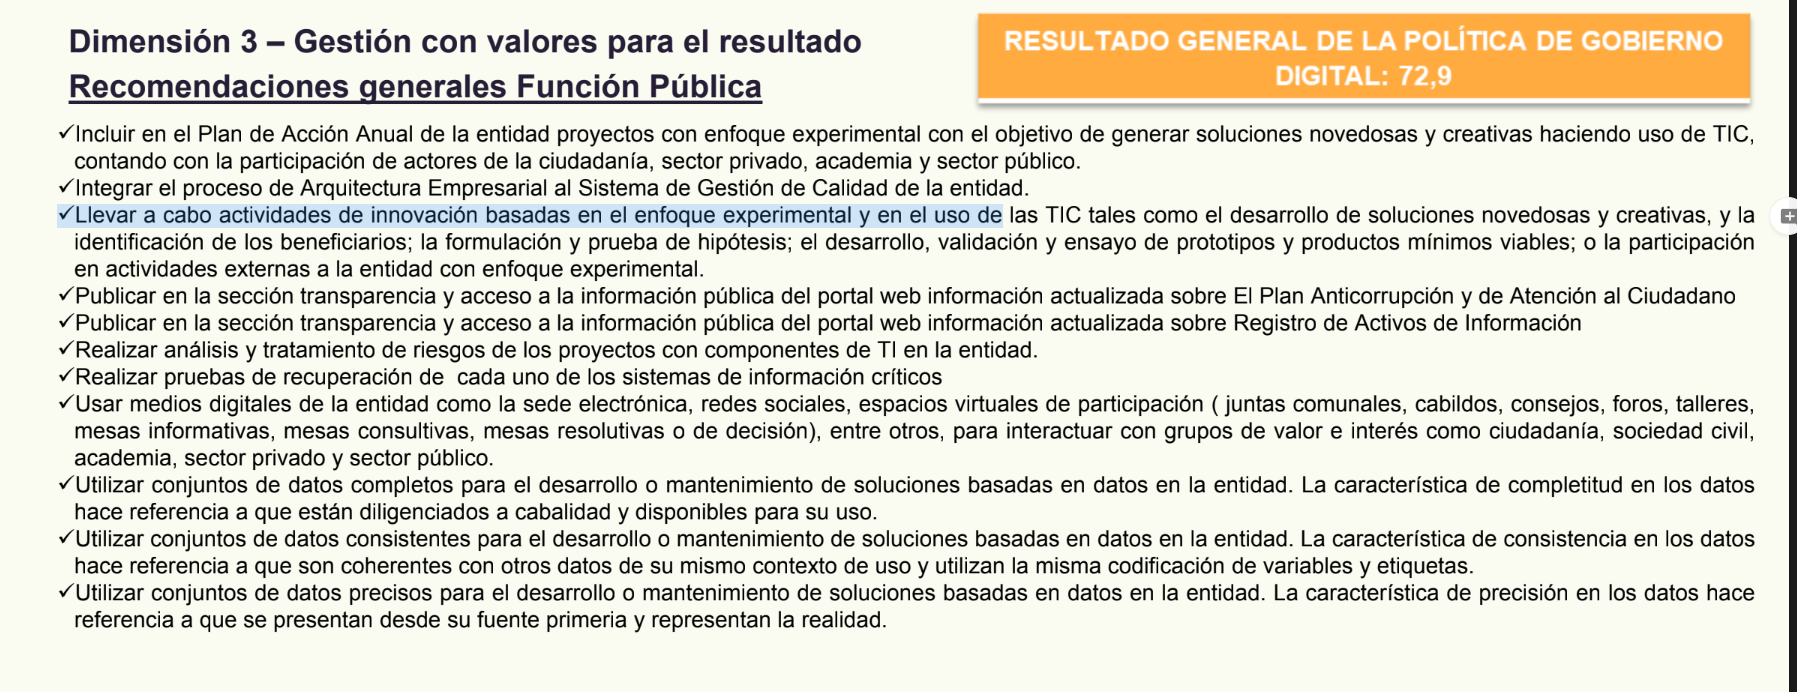 Dimensión 3 – Gestión con valores para el resultado
Recomendaciones generales Función Pública
RESULTADO GENERAL DE LA POLÍTICA DE GOBIERNO
DIGITAL: 72,9
✓Incluir en el Plan de Acción Anual de la entidad proyectos con enfoque experimental con el objetivo de generar soluciones novedosas y creativas haciendo uso de TIC,
contando con la participación de actores de la ciudadanía, sector privado, academia y sector público.
✓Integrar el proceso de Arquitectura Empresarial al Sistema de Gestión de Calidad de la entidad.
✓Llevar a cabo actividades de innovación basadas en el enfoque experimental y en el uso de las TIC tales como el desarrollo de soluciones novedosas y creativas, y la
identificación de los beneficiarios; la formulación y prueba de hipótesis; el desarrollo, validación y ensayo de prototipos y productos mínimos viables; o la participación
en actividades externas a la entidad con enfoque experimental.
✓Publicar en la sección transparencia y acceso a la información pública del portal web información actualizada sobre El Plan Anticorrupción y de Atención al Ciudadano
✓Publicar en la sección transparencia y acceso a la información pública del portal web información actualizada sobre Registro de Activos de Información
✓Realizar análisis y tratamiento de riesgos de los proyectos con componentes de TI en la entidad.
✓Realizar pruebas de recuperación de  cada uno de los sistemas de información críticos
✓Usar medios digitales de la entidad como la sede electrónica, redes sociales, espacios virtuales de participación ( juntas comunales, cabildos, consejos, foros, talleres,
mesas informativas, mesas consultivas, mesas resolutivas o de decisión), entre otros, para interactuar con grupos de valor e interés como ciudadanía, sociedad civil,
academia, sector privado y sector público.
✓Utilizar conjuntos de datos completos para el desarrollo o mantenimiento de soluciones basadas en datos en la entidad. La característica de completitud en los datos
hace referencia a que están diligenciados a cabalidad y disponibles para su uso.
✓Utilizar conjuntos de datos consistentes para el desarrollo o mantenimiento de soluciones basadas en datos en la entidad. La característica de consistencia en los datos
hace referencia a que son coherentes con otros datos de su mismo contexto de uso y utilizan la misma codificación de variables y etiquetas.
✓Utilizar conjuntos de datos precisos para el desarrollo o mantenimiento de soluciones basadas en datos en la entidad. La característica de precisión en los datos hace
referencia a que se presentan desde su fuente primeria y representan la realidad.